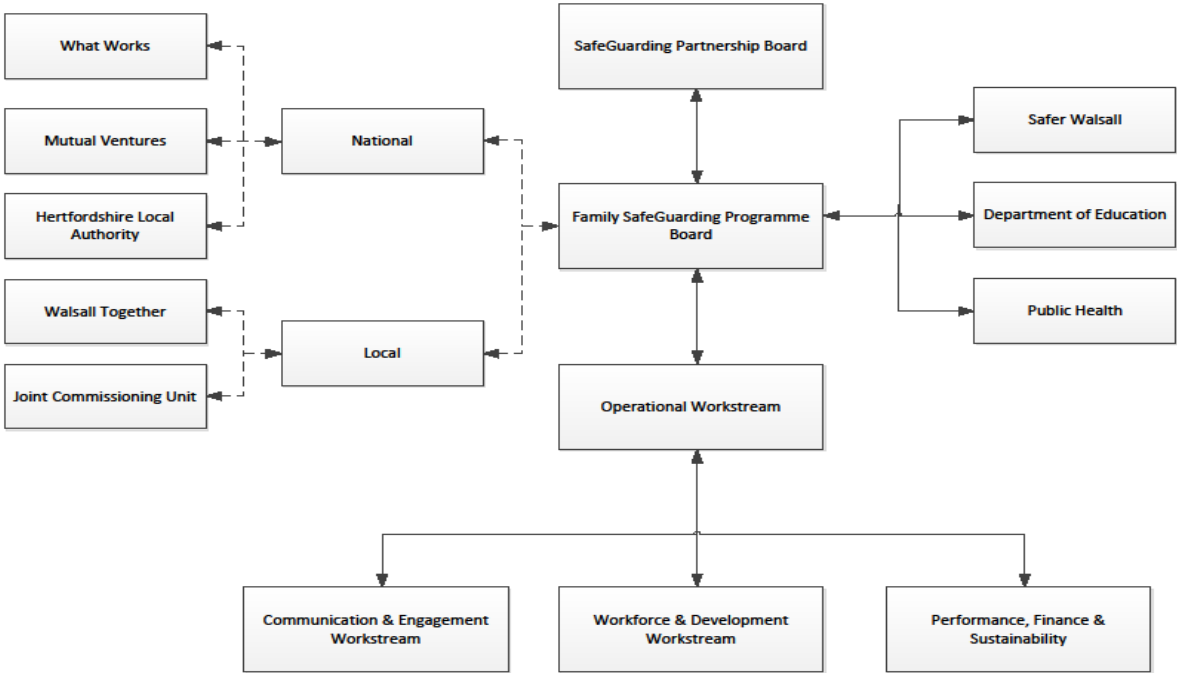 What Works
SafeGuarding Partnership Board
Safer Walsall
Mutual Ventures
National
Hertfordshire Local
Authority
Family SafeGuarding Programme
Board
Department of Education
Walsall Together
Public Health
Local
Joint Commissioning Unit
Operational Workstream
Communication & Engagement
Workstream
Workforce & Development
Workstream
Performance, Finance &
Sustainability